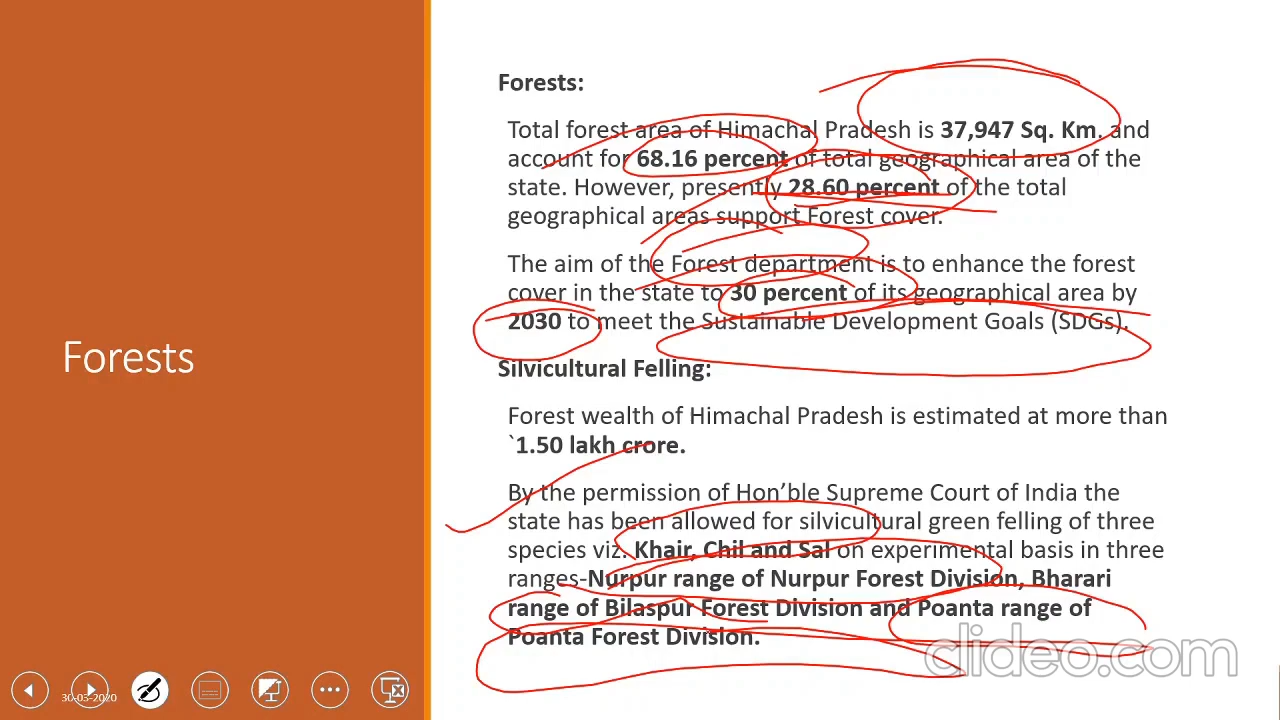 Forests:
Total forest area of Himachal Pradesh is 37,947 Sq. Km. and
account for 68.16 percent of total geographical area of the
state. However, presently 28.60 percent of the total
geographical areas support Forest cover.
The aim of the Forest department is to enhance the forest
cover in the state to 30 percent of its geographical area by
2030 to meet the Sustainable Development Goals (SDGs).
Forests
Silvicultural Felling:
Forest wealth of Himachal Pradesh is estimated at more than
`1.50 lakh crore.
By the permission of Hon’ble Supreme Court of India the
state has been allowed for silvicultural green felling of three
species viz. Khair, Chil and Sal on experimental basis in three
ranges-Nurpur range of Nurpur Forest Division, Bharari
range of Bilaspur Forest Division and Poanta range of
Poanta Forest Division.
clideo.com
30-03-2020